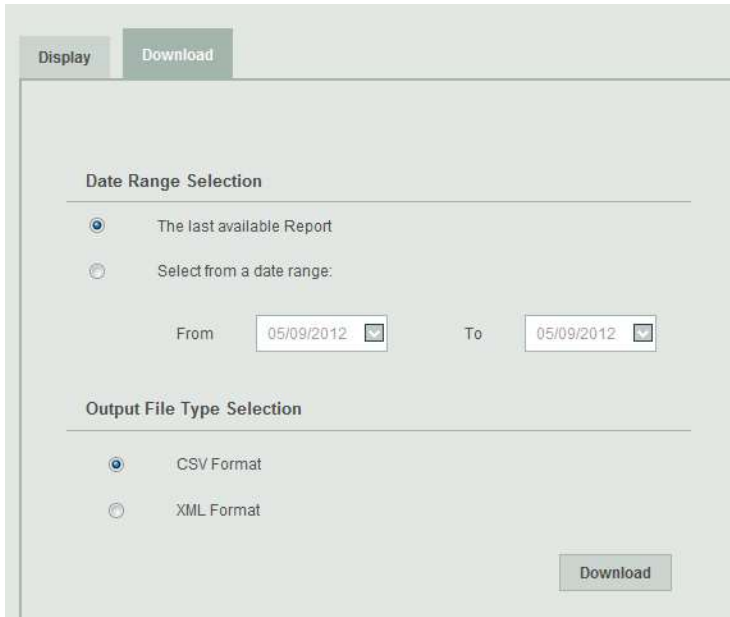 Display Download
Date Range Selection
The last available Report
Select from a date range:
From 05/09/2012 To 05/09/2012
Output File Type Selection
CSV Format
XML Format
Download